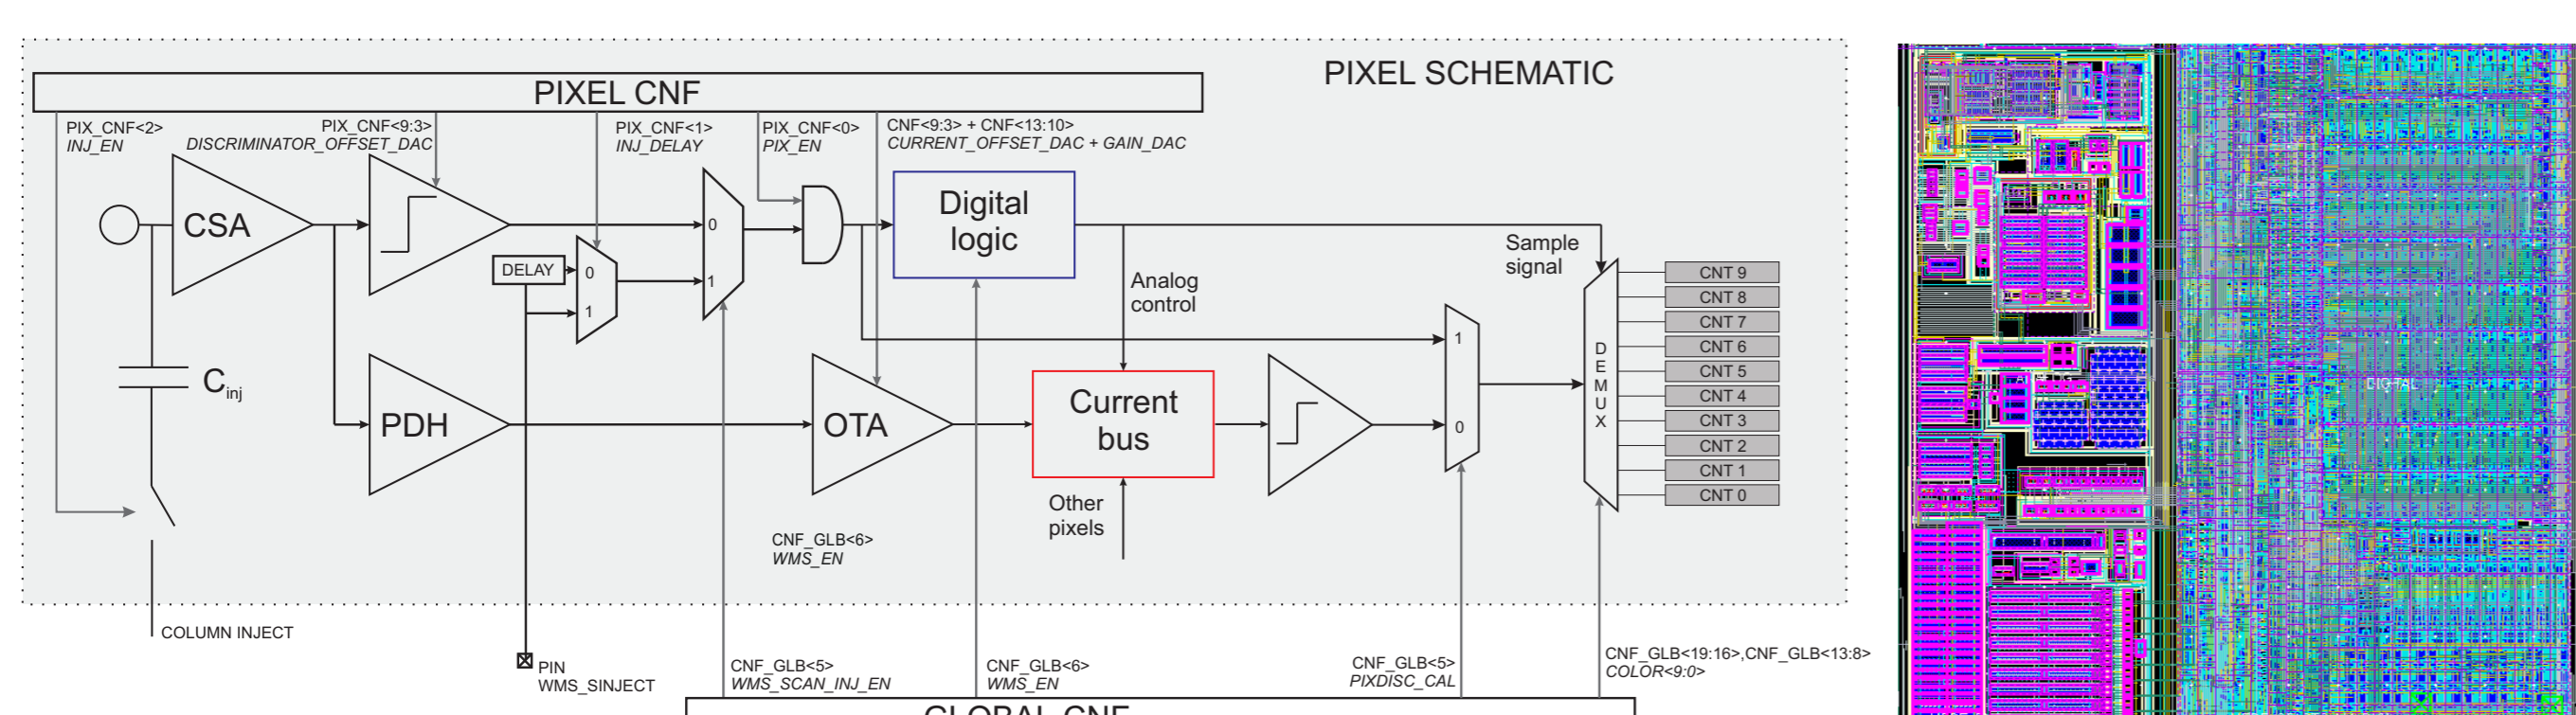 PIXEL SCHEMATIC
PIXEL CNF
PIX_CNF<2>
INJ_EN
PIX_CNF<9:3>
DISCRIMINATOR_OFFSET_DAC
PIX_CNF<1>
INJ_DELAY
PIX_CNF<0>
PIX_EN
CNF<9:3> + CNF<13:10>
CURRENT_OFFSET_DAC + GAIN_DAC
CSA
0
1
DELAY
0
1
Digital
logic
Sample
signal
Analog
control
CNT 9
CNT 8
CNT 7
CNT 6
CNT 5
CNT 4
CNT 3
CNT 2
CNT 1
CNT 0
D
E
M
U
X
1
0
Cinj
PDH
OTA
Current
bus
Other
pixels
CNF_GLB<6>
WMS_EN
COLUMN INJECT
PIN
WMS_SINJECT
CNF_GLB<5>
WMS_SCAN_INJ_EN
CNF_GLB<6>
WMS_EN
CNF_GLB<5>
PIXDISC_CAL
CNF_GLB<19:16>,CNF_GLB<13:8>
COLOR<9:0>
GLOBAL CNF
DIGITAL